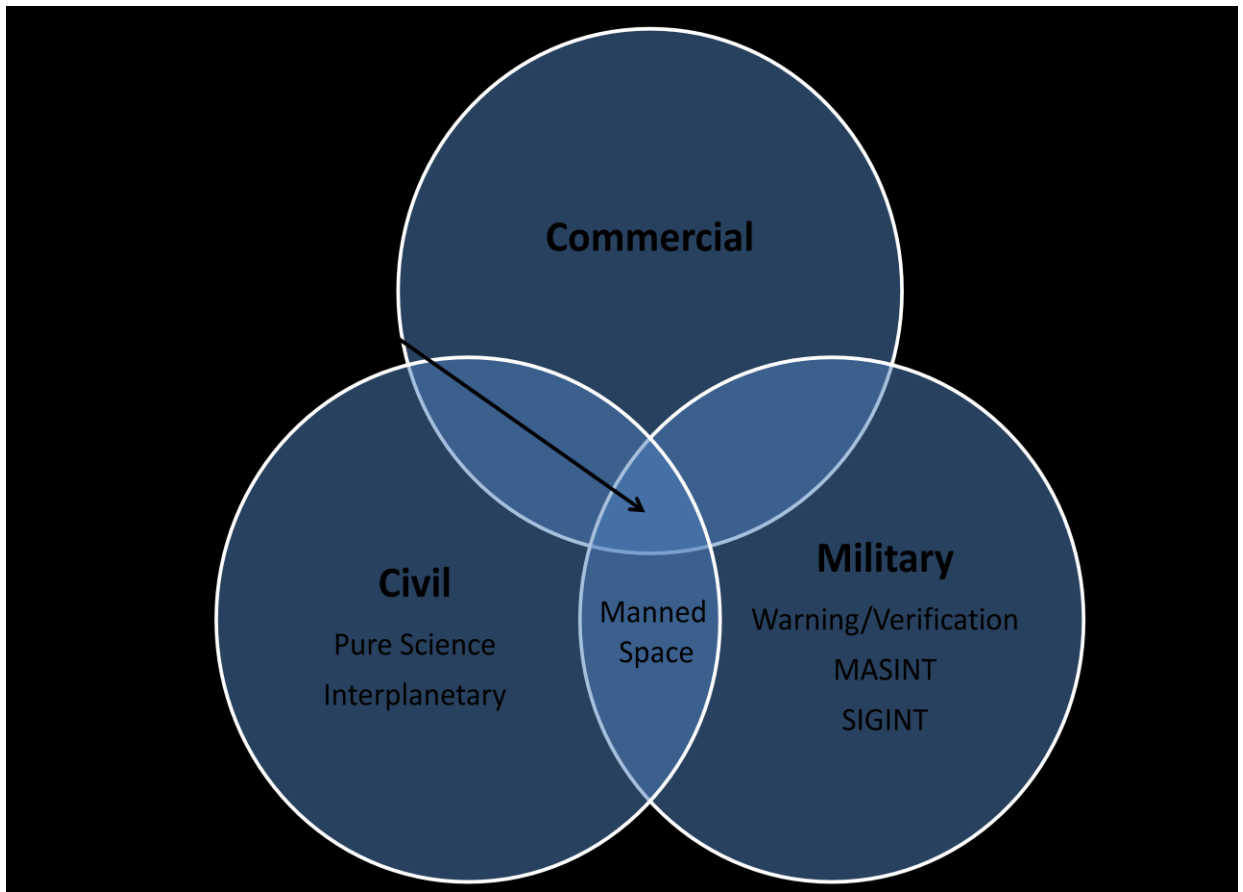 Commercial
Civil
Pure Science
Interplanetary
Manned
Space
Military
Warning/Verification
MASINT
SIGINT